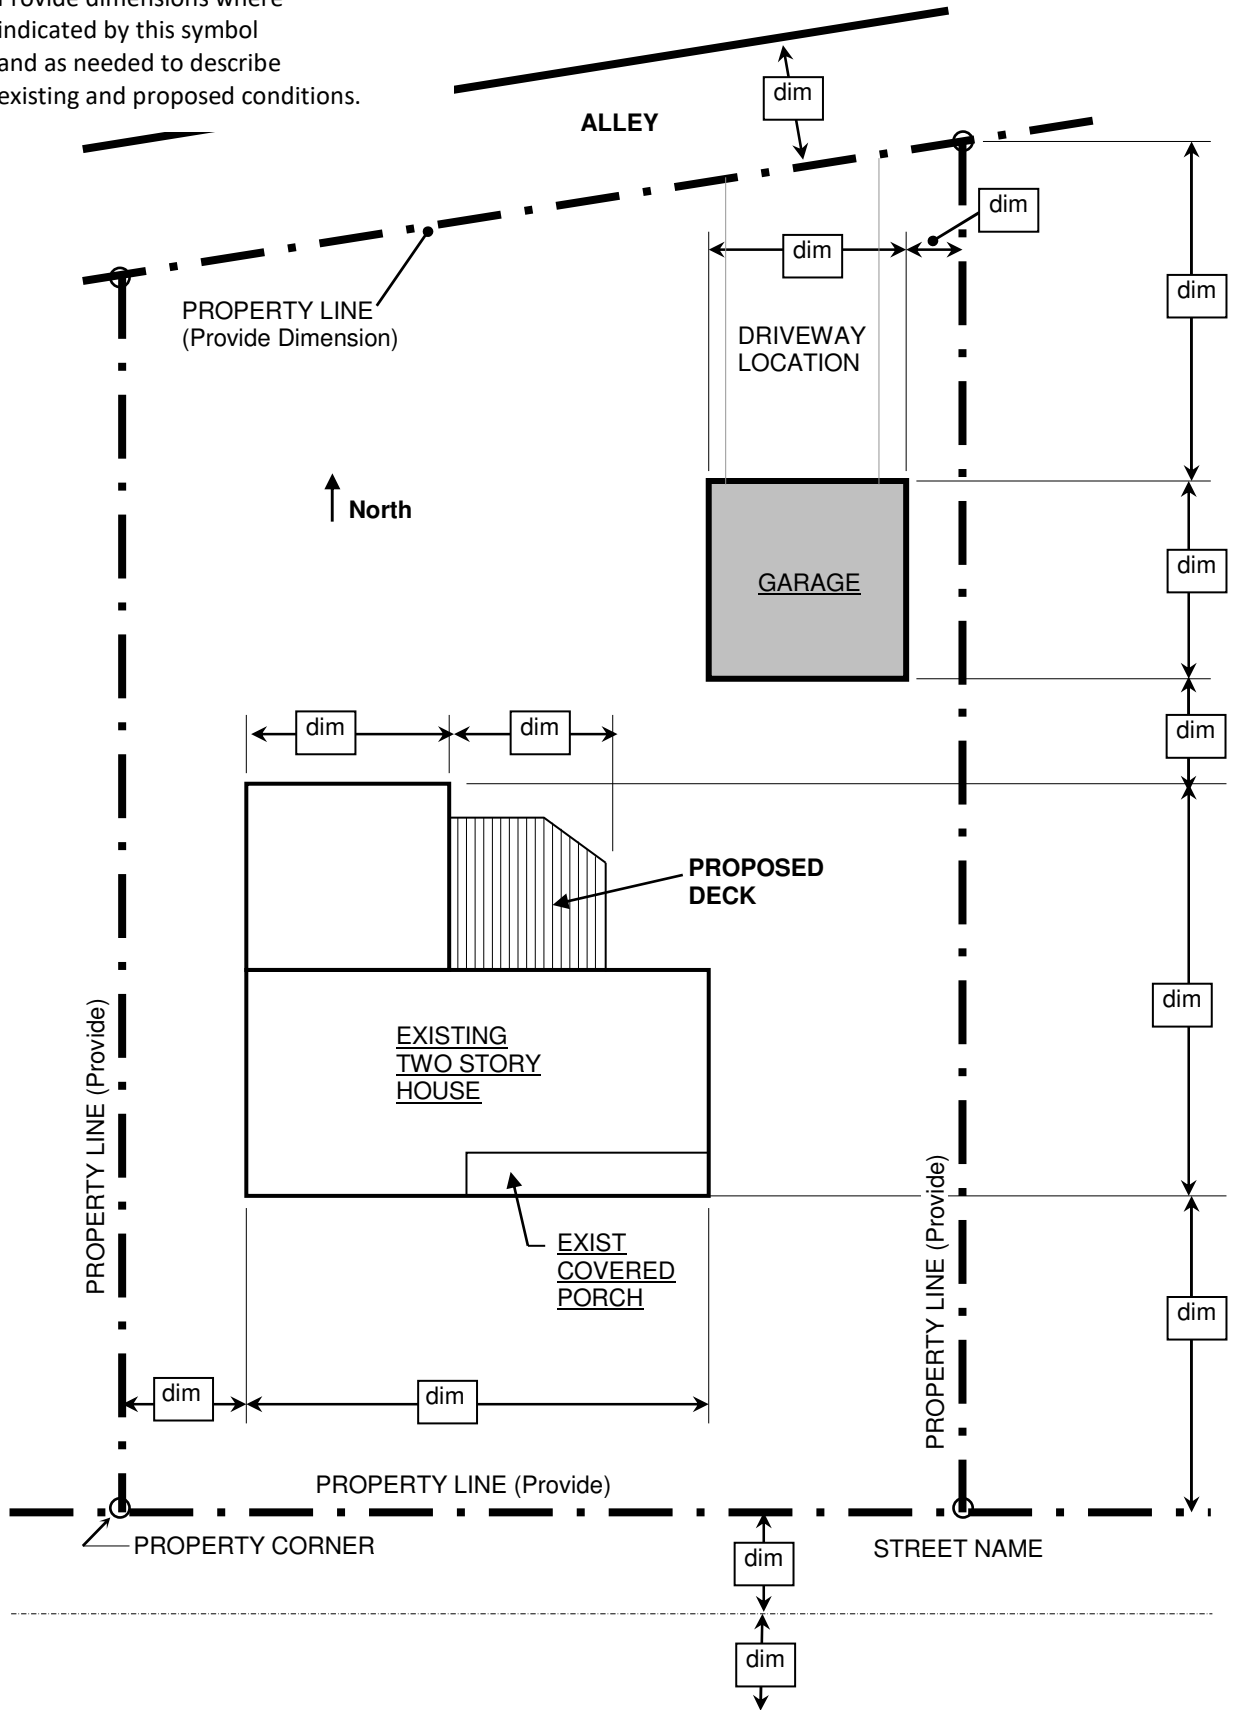 Provide dimensions where
indicated by this symbol
and as needed to describe
existing and proposed conditions.
dim
ALLEY
dim
dim
dim
PROPERTY LINE
(Provide Dimension)
DRIVEWAY
LOCATION
North
GARAGE
dim
dim
dim
dim
PROPOSED
DECK
dim
EXISTING
TWO STORY
HOUSE
PROPERTY LINE (Provide)
PROPERTY LINE (Provide)
EXIST
COVERED
PORCH
dim
dim
dim
PROPERTY LINE (Provide)
PROPERTY CORNER
STREET NAME
dim
dim